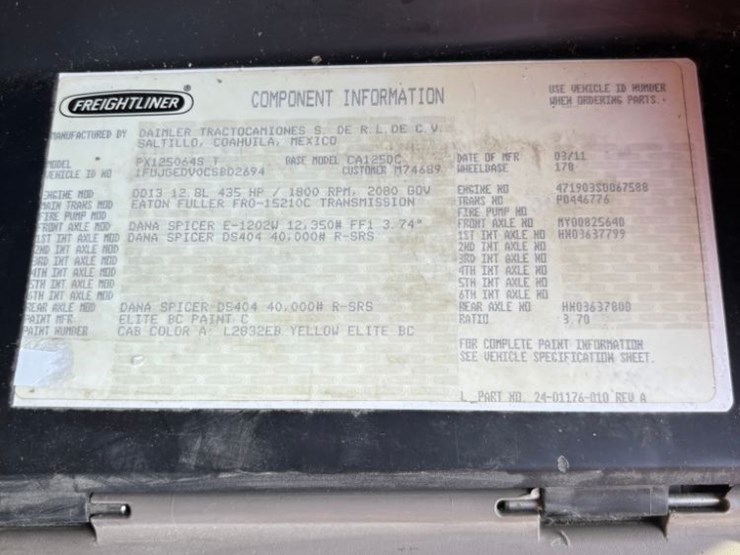 FREIGHTLINER
®
COMPONENT INFORMATION
USE VEHICLE ID NUMBER
WHEN ORDERING PARTS.
MANUFACTURED BY DAIMLER TRACTOCAMIONES S. DE R.L.DE C.V.
SALTILLO, COAHUILA, MEXICO
MODEL PX125064S T BASE MODEL CA125DC DATE OF MFR 03/11
VEHICLE ID NO 1FUJGEDV0CSBD2694 CUSTOMER M74689 WHEELBASE 178
ENGINE MOD DD13 12.8L 435 HP / 1800 RPM, 2080 GOV ENGINE NO 471903S0067588
MAIN TRANS MOD EATON FULLER FRO-15210C TRANSMISSION TRANS NO P0446776
FIRE PUMP MOD FIRE PUMP NO
FRONT AXLE MOD DANA SPICER E-1202W 12,350# FF1 3.74" FRONT AXLE NO MY00825640
1ST INT AXLE MOD DANA SPICER DS404 40,000# R-SRS 1ST INT AXLE NO HN03637799
2ND INT AXLE MOD 2ND INT AXLE NO
3RD INT AXLE MOD 3RD INT AXLE NO
4TH INT AXLE MOD 4TH INT AXLE NO
5TH INT AXLE MOD 5TH INT AXLE NO
6TH INT AXLE MOD 6TH INT AXLE NO
REAR AXLE MOD DANA SPICER DS404 40,000# R-SRS REAR AXLE NO HN03637800
PAINT MFR ELITE BC PAINT C RATIO 3.70
PAINT NUMBER CAB COLOR A: L2832EB YELLOW ELITE BC
FOR COMPLETE PAINT INFORMATION
SEE VEHICLE SPECIFICATION SHEET.
PART NO. 24-01176-010 REV A